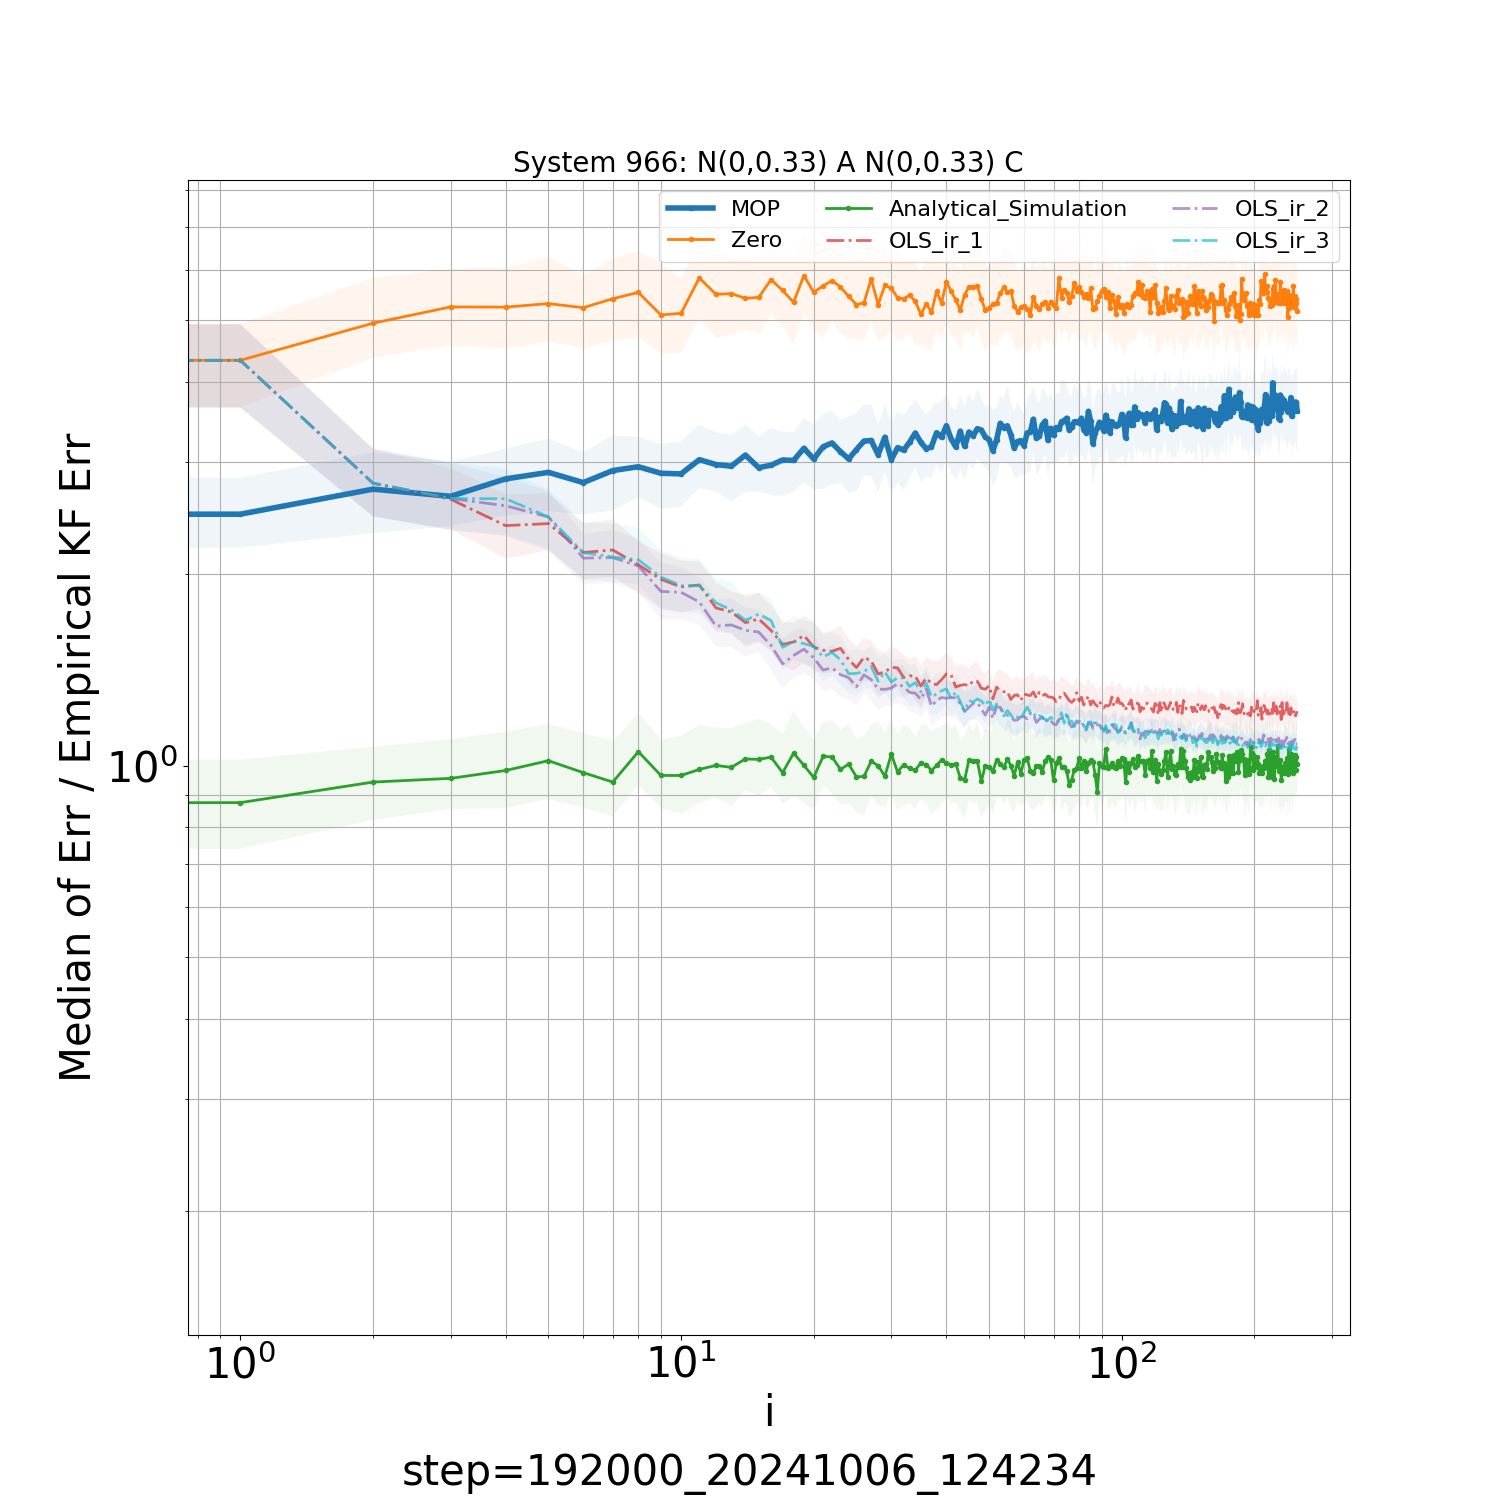 System 966: N(0,0.33) A N(0,0.33) C
MOP
Zero
Analytical_Simulation
OLS_ir_1
OLS_ir_2
OLS_ir_3
Median of Err / Empirical KF Err
10⁰
10⁰ 10¹ 10²
i
step=192000_20241006_124234